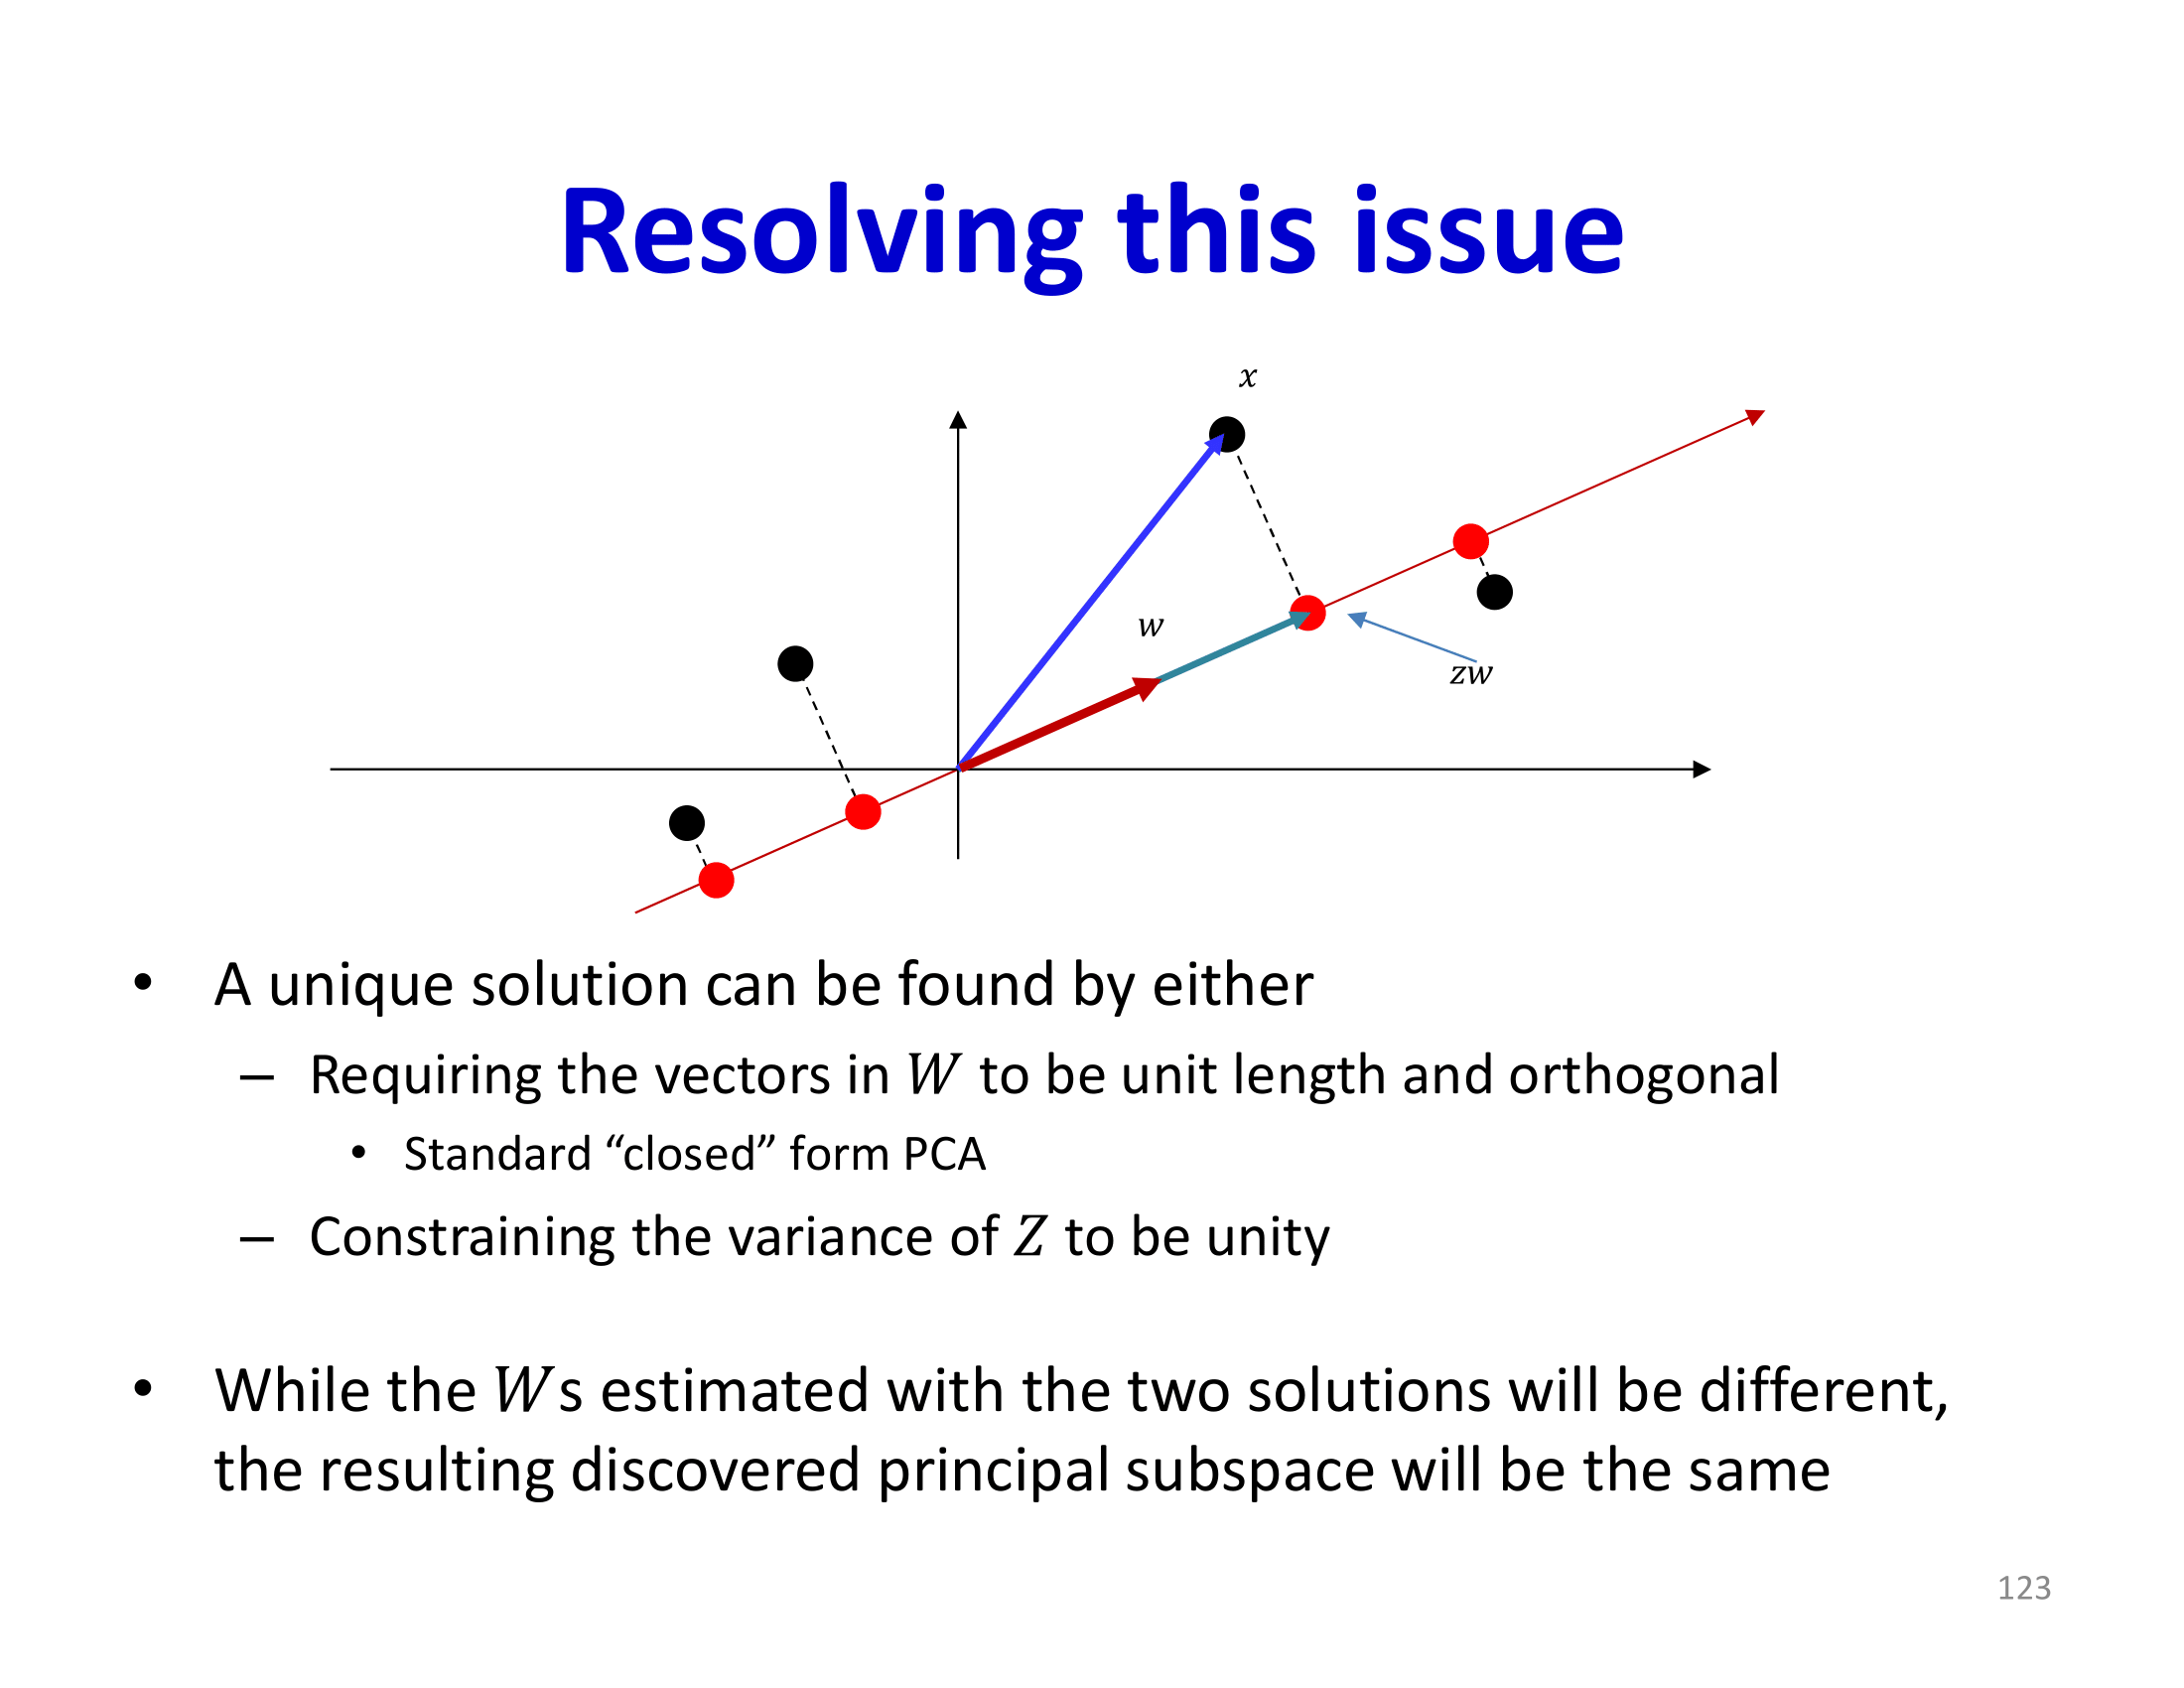 Resolving this issue
x
w
zw
• A unique solution can be found by either
– Requiring the vectors in W to be unit length and orthogonal
• Standard “closed” form PCA
– Constraining the variance of Z to be unity
• While the Ws estimated with the two solutions will be different,
the resulting discovered principal subspace will be the same
123